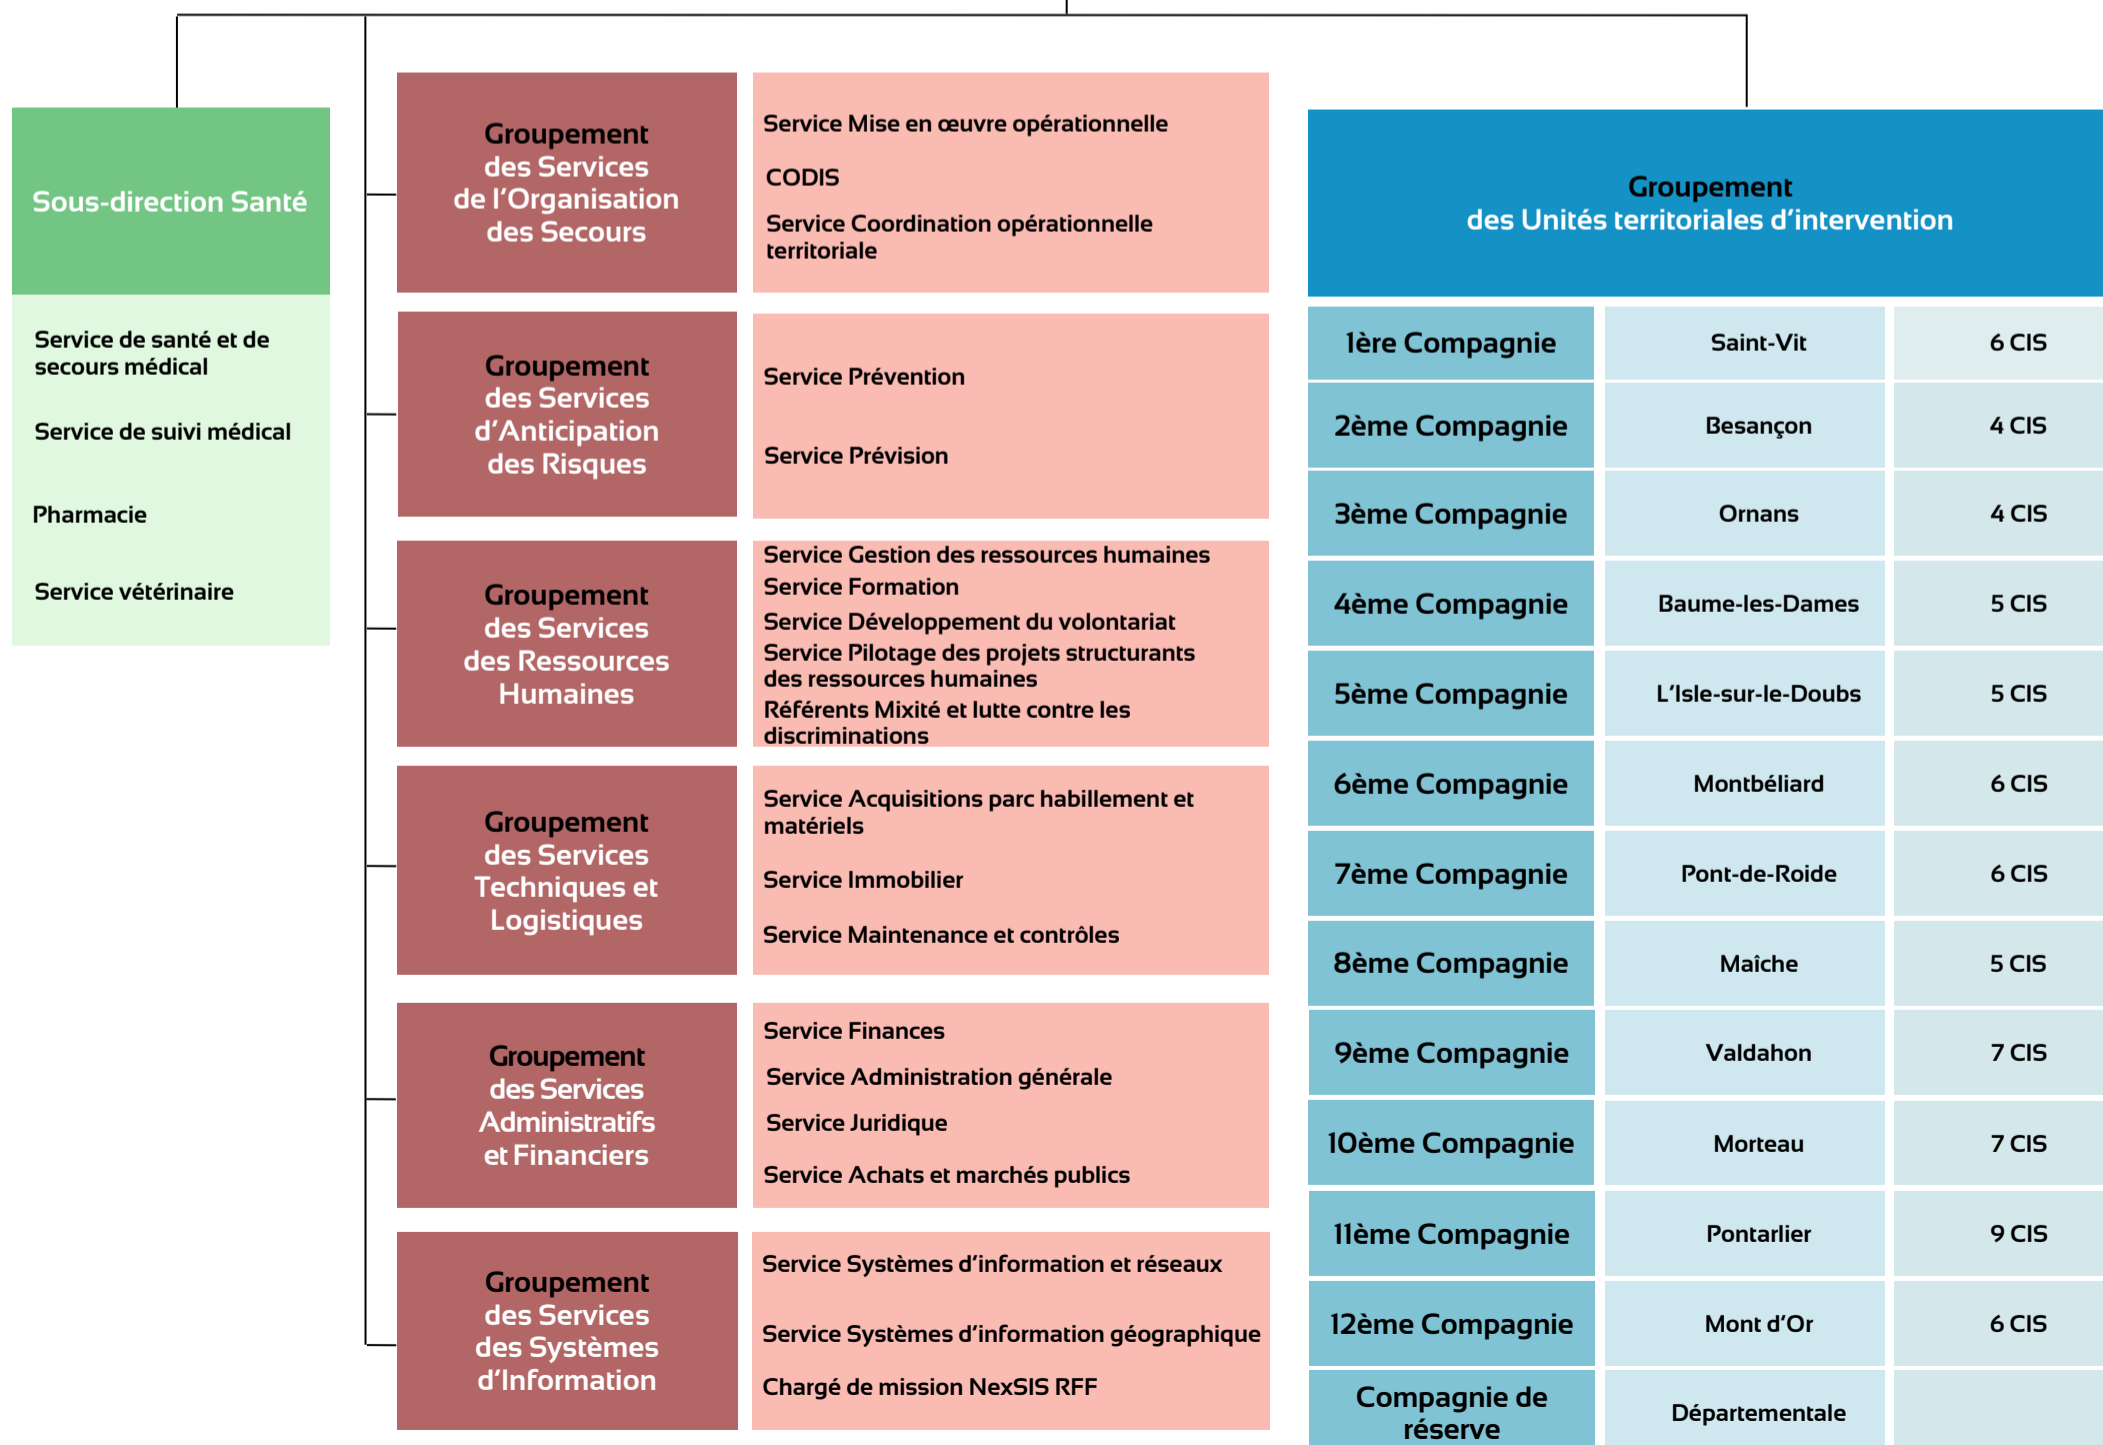 Sous-direction Santé
Service de santé et de
secours médical
Service de suivi médical
Pharmacie
Service vétérinaire
Groupement
des Services
de l'Organisation
des Secours
Service Mise en œuvre opérationnelle
CODIS
Service Coordination opérationnelle
territoriale
Groupement
des Services
d'Anticipation
des Risques
Service Prévention
Service Prévision
Groupement
des Services
des Ressources
Humaines
Service Gestion des ressources humaines
Service Formation
Service Développement du volontariat
Service Pilotage des projets structurants
des ressources humaines
Référents Mixité et lutte contre les
discriminations
Groupement
des Services
Techniques et
Logistiques
Service Acquisitions parc habillement et
matériels
Service Immobilier
Service Maintenance et contrôles
Groupement
des Services
Administratifs
et Financiers
Service Finances
Service Administration générale
Service Juridique
Service Achats et marchés publics
Groupement
des Services
des Systèmes
d'Information
Service Systèmes d'information et réseaux
Service Systèmes d'information géographique
Chargé de mission NexSIS RFF
Groupement
des Unités territoriales d'intervention
1ère Compagnie Saint-Vit 6 CIS
2ème Compagnie Besançon 4 CIS
3ème Compagnie Ornans 4 CIS
4ème Compagnie Baume-les-Dames 5 CIS
5ème Compagnie L'Isle-sur-le-Doubs 5 CIS
6ème Compagnie Montbéliard 6 CIS
7ème Compagnie Pont-de-Roide 6 CIS
8ème Compagnie Maîche 5 CIS
9ème Compagnie Valdahon 7 CIS
10ème Compagnie Morteau 7 CIS
11ème Compagnie Pontarlier 9 CIS
12ème Compagnie Mont d'Or 6 CIS
Compagnie de
réserve
Départementale